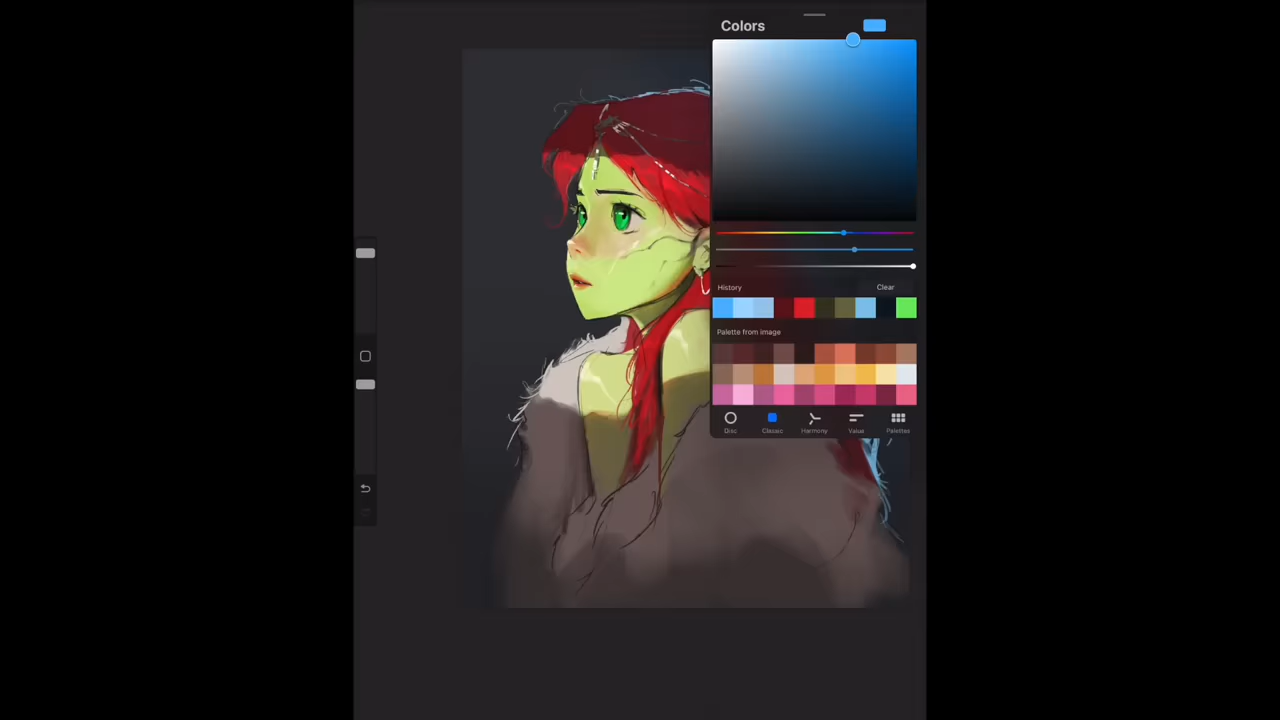 Colors
History Clear
Palette from image
Disc Classic Harmony Value Palettes